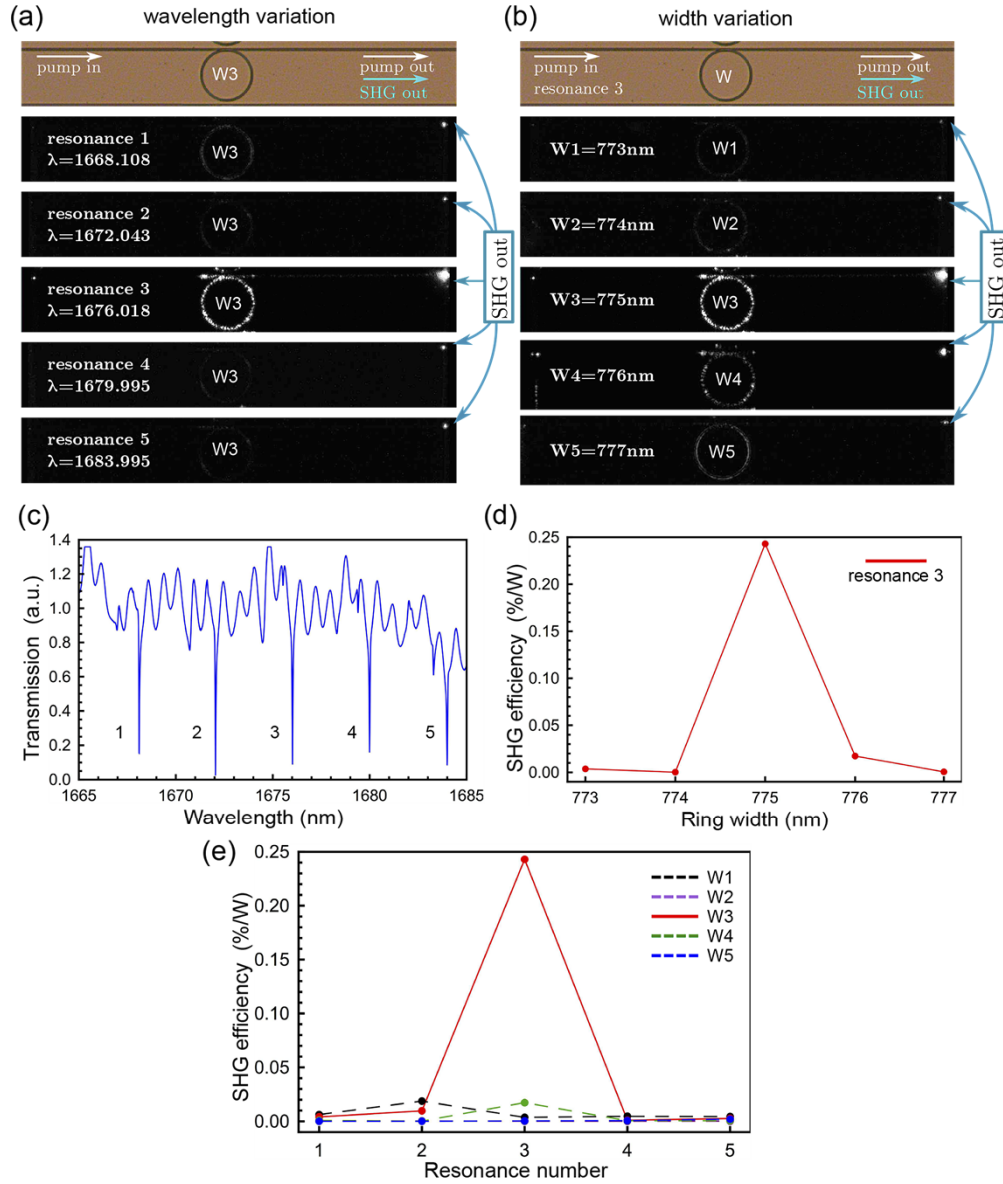 (a) wavelength variation
W3
pump in
pump out
SHG out
resonance 1
λ=1668.108
W3
resonance 2
λ=1672.043
W3
resonance 3
λ=1676.018
W3
resonance 4
λ=1679.995
W3
resonance 5
λ=1683.995
W3
SHG out
(b) width variation
W
pump in
resonance 3
pump out
SHG out
W1=773nm
W1
W2=774nm
W2
W3=775nm
W3
W4=776nm
W4
W5=777nm
W5
SHG out
(c)
Transmission (a.u.)
1.4
1.2
1.0
0.8
0.6
0.4
0.2
0.0
1 2 3 4 5
1665 1670 1675 1680 1685
Wavelength (nm)
(d)
SHG efficiency (%/W)
0.25
0.20
0.25
0.10
0.05
0.00
resonance 3
773 774 775 776 777
Ring width (nm)
(e)
SHG efficiency (%/W)
0.25
0.20
0.15
0.10
0.05
0.00
W1
W2
W3
W4
W5
1 2 3 4 5
Resonance number